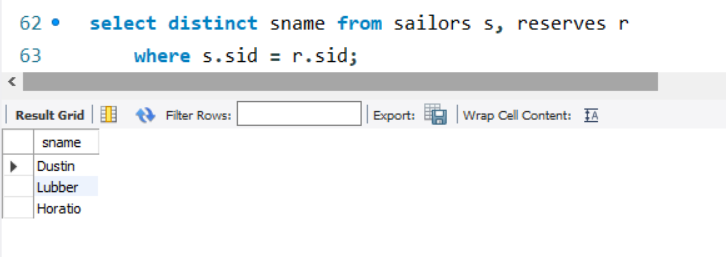 62 select distinct sname from sailors s, reserves r
63 where s.sid = r.sid;
Result Grid Filter Rows: Export: Wrap Cell Content: IA
sname
Dustin
Lubber
Horatio